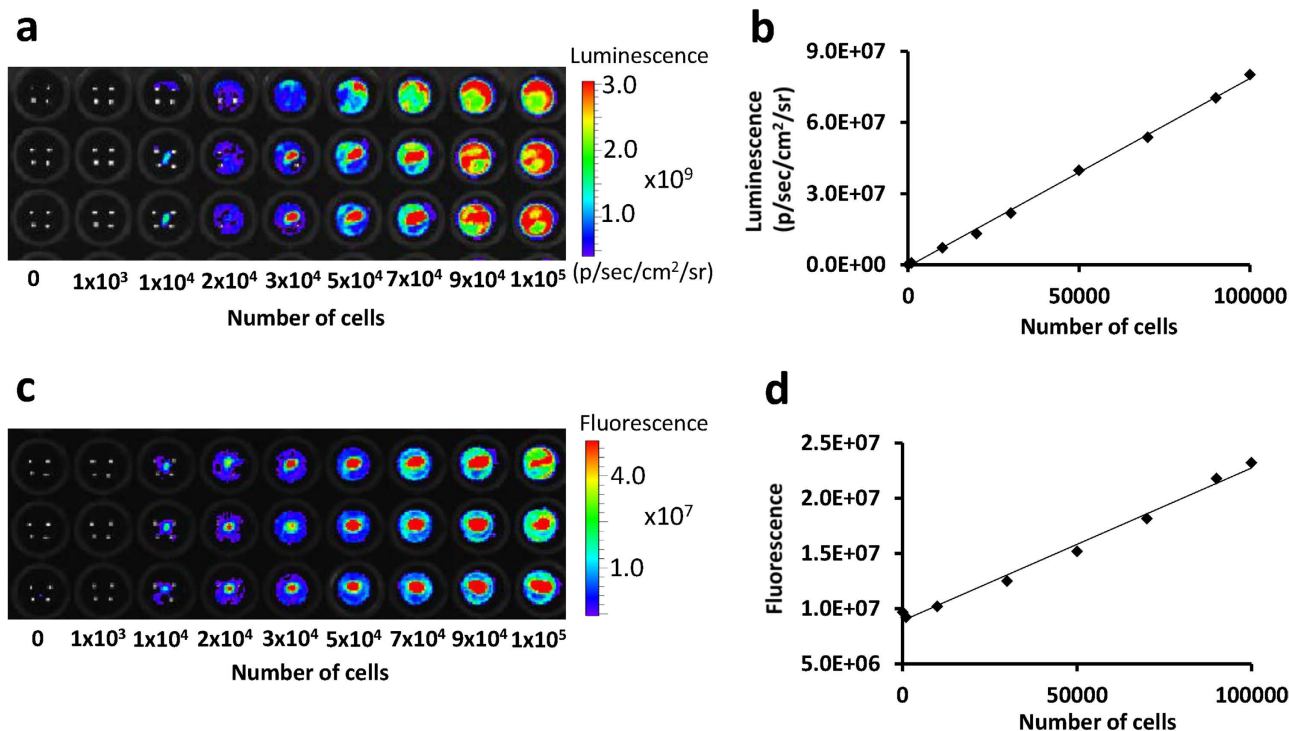 a
Luminescence
3.0
2.0
x10⁹
1.0
(p/sec/cm²/sr)
0 1x10³ 1x10⁴ 2x10⁴ 3x10⁴ 5x10⁴ 7x10⁴ 9x10⁴ 1x10⁵
Number of cells
b
Luminescence
(p/sec/cm²/sr)
9.0E+07
6.0E+07
3.0E+07
0.0E+00
0 50000 100000
Number of cells
c
Fluorescence
4.0
x10⁷
1.0
0 1x10³ 1x10⁴ 2x10⁴ 3x10⁴ 5x10⁴ 7x10⁴ 9x10⁴ 1x10⁵
Number of cells
d
Fluorescence
2.5E+07
2.0E+07
1.5E+07
1.0E+07
5.0E+06
0 50000 100000
Number of cells